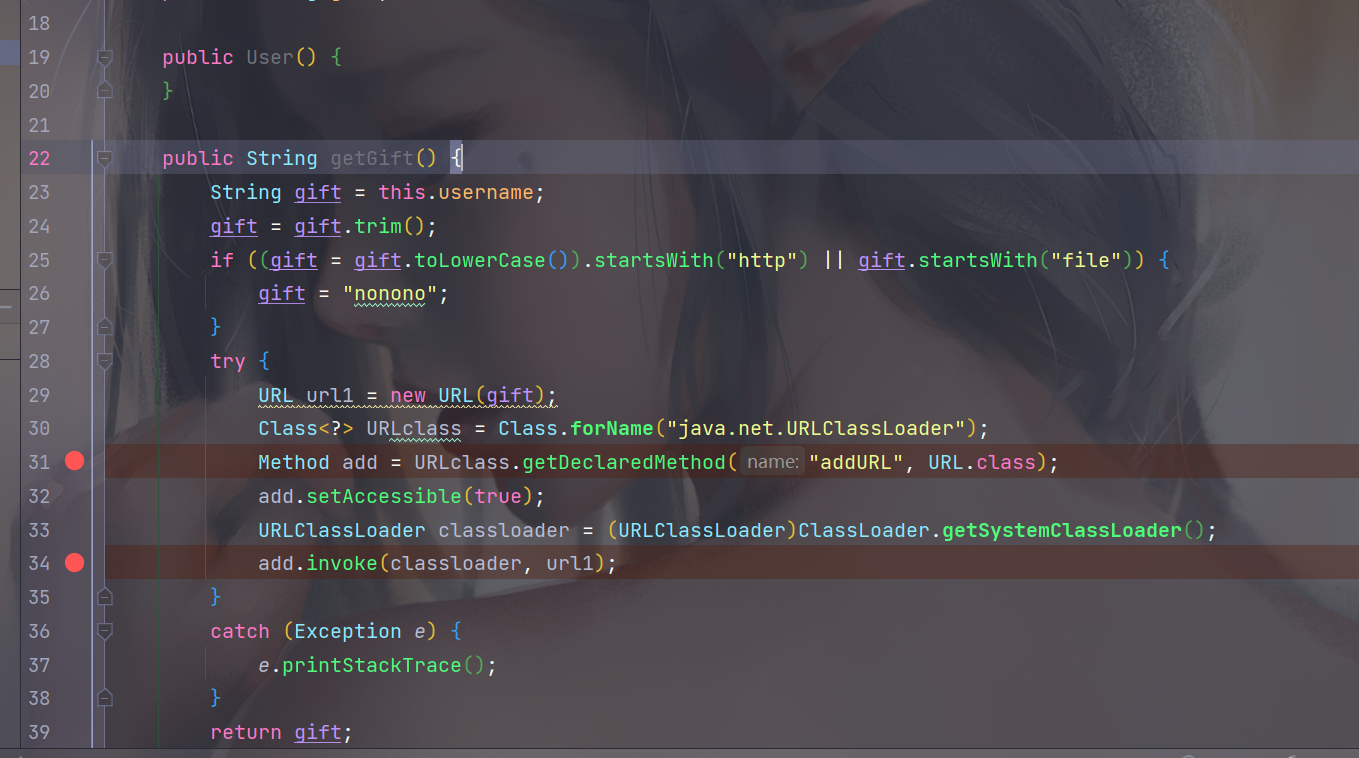 18
19 public User() {
20 }
21
22 public String getGift() {
23 String gift = this.username;
24 gift = gift.trim();
25 if ((gift = gift.toLowerCase()).startsWith("http") || gift.startsWith("file")) {
26 gift = "nonono";
27 }
28 try {
29 URL url1 = new URL(gift);
30 Class<?> URLclass = Class.forName("java.net.URLClassLoader");
31 Method add = URLclass.getDeclaredMethod( name: "addURL", URL.class);
32 add.setAccessible(true);
33 URLClassLoader classloader = (URLClassLoader)ClassLoader.getSystemClassLoader();
34 add.invoke(classloader, url1);
35 }
36 catch (Exception e) {
37 e.printStackTrace();
38 }
39 return gift;